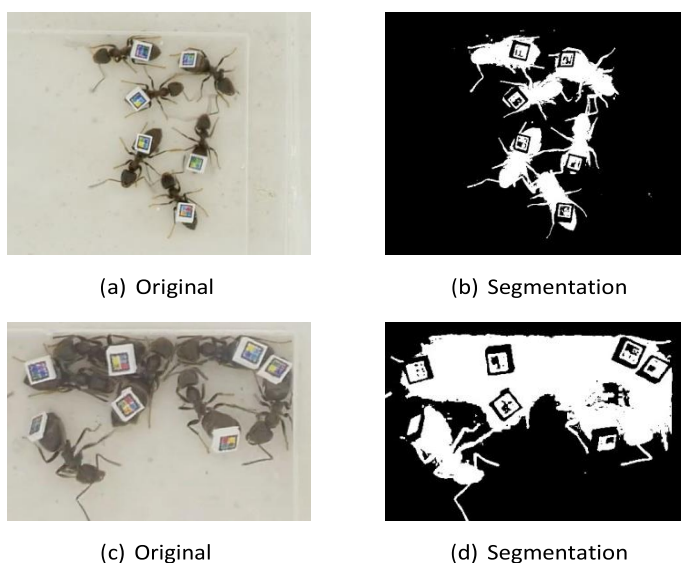 (a) Original
(b) Segmentation
(c) Original
(d) Segmentation